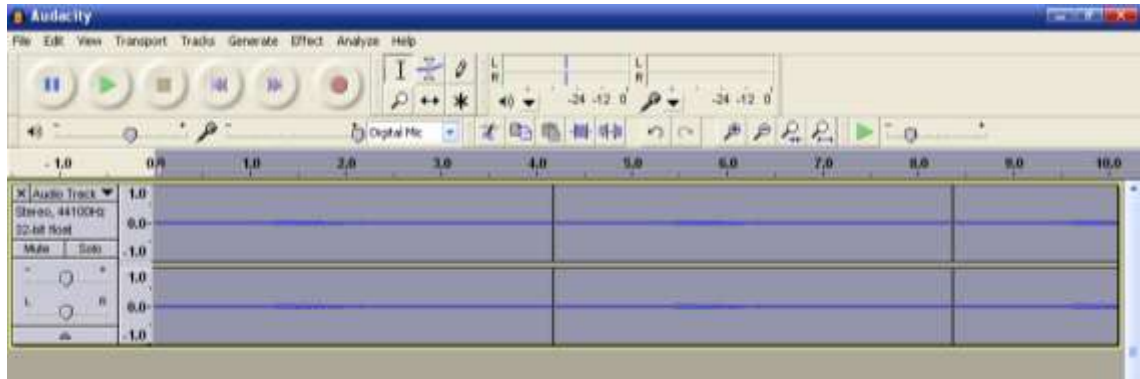 Audacity
File Edit View Transport Tracks Generate Effect Analyze Help
L
R
-24 -12 0
L
R
-24 -12 0
Digital Mic
- 1,0 0,0 1,0 2,0 3,0 4,0 5,0 6,0 7,0 8,0 9,0 10,0
X Audio Track
Stereo, 44100Hz
32-bit float
Mute Solo
- +
L R
1,0
0,0
-1,0
1,0
0,0
-1,0